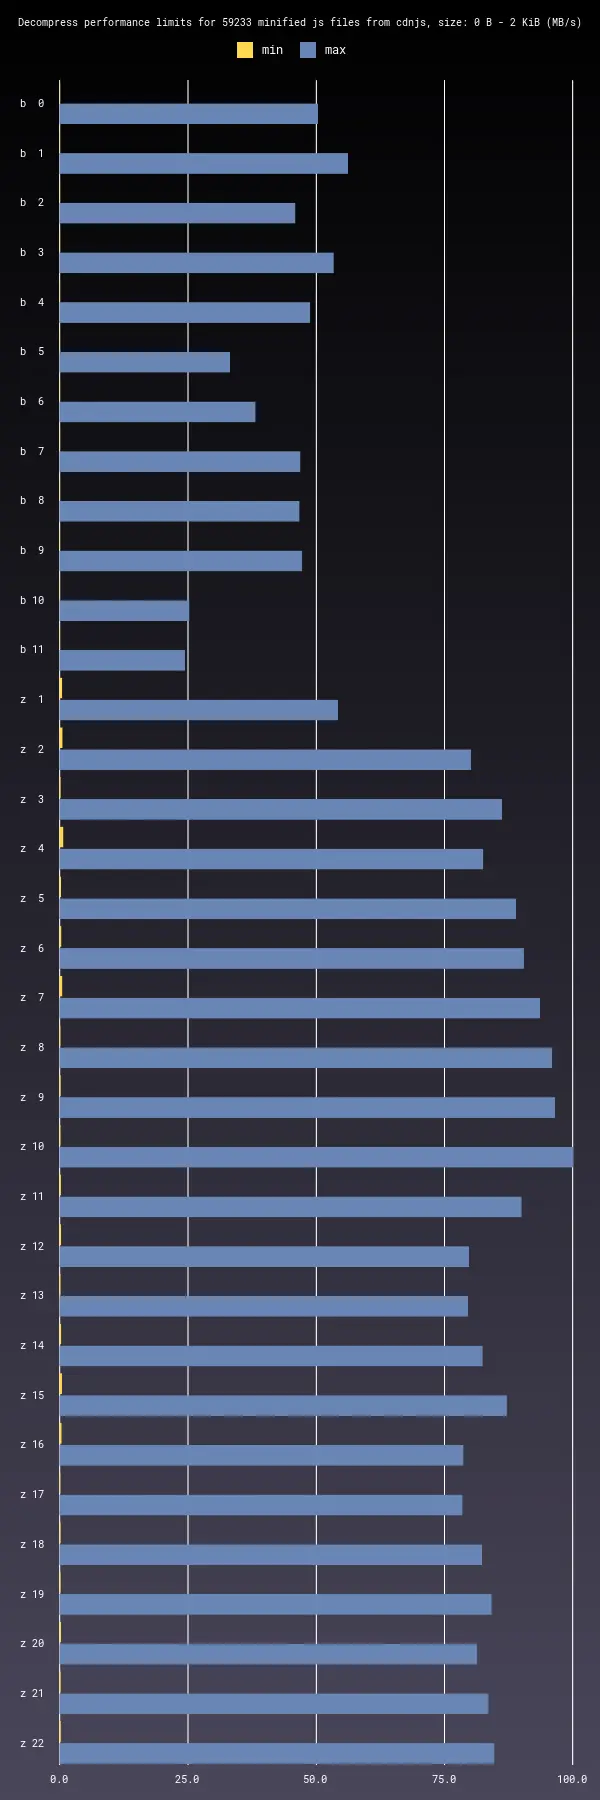 Decompress performance limits for 59233 minified js files from cdnjs, size: 0 B - 2 KiB (MB/s)
min max
b 0
b 1
b 2
b 3
b 4
b 5
b 6
b 7
b 8
b 9
b 10
b 11
z 1
z 2
z 3
z 4
z 5
z 6
z 7
z 8
z 9
z 10
z 11
z 12
z 13
z 14
z 15
z 16
z 17
z 18
z 19
z 20
z 21
z 22
0.0 25.0 50.0 75.0 100.0